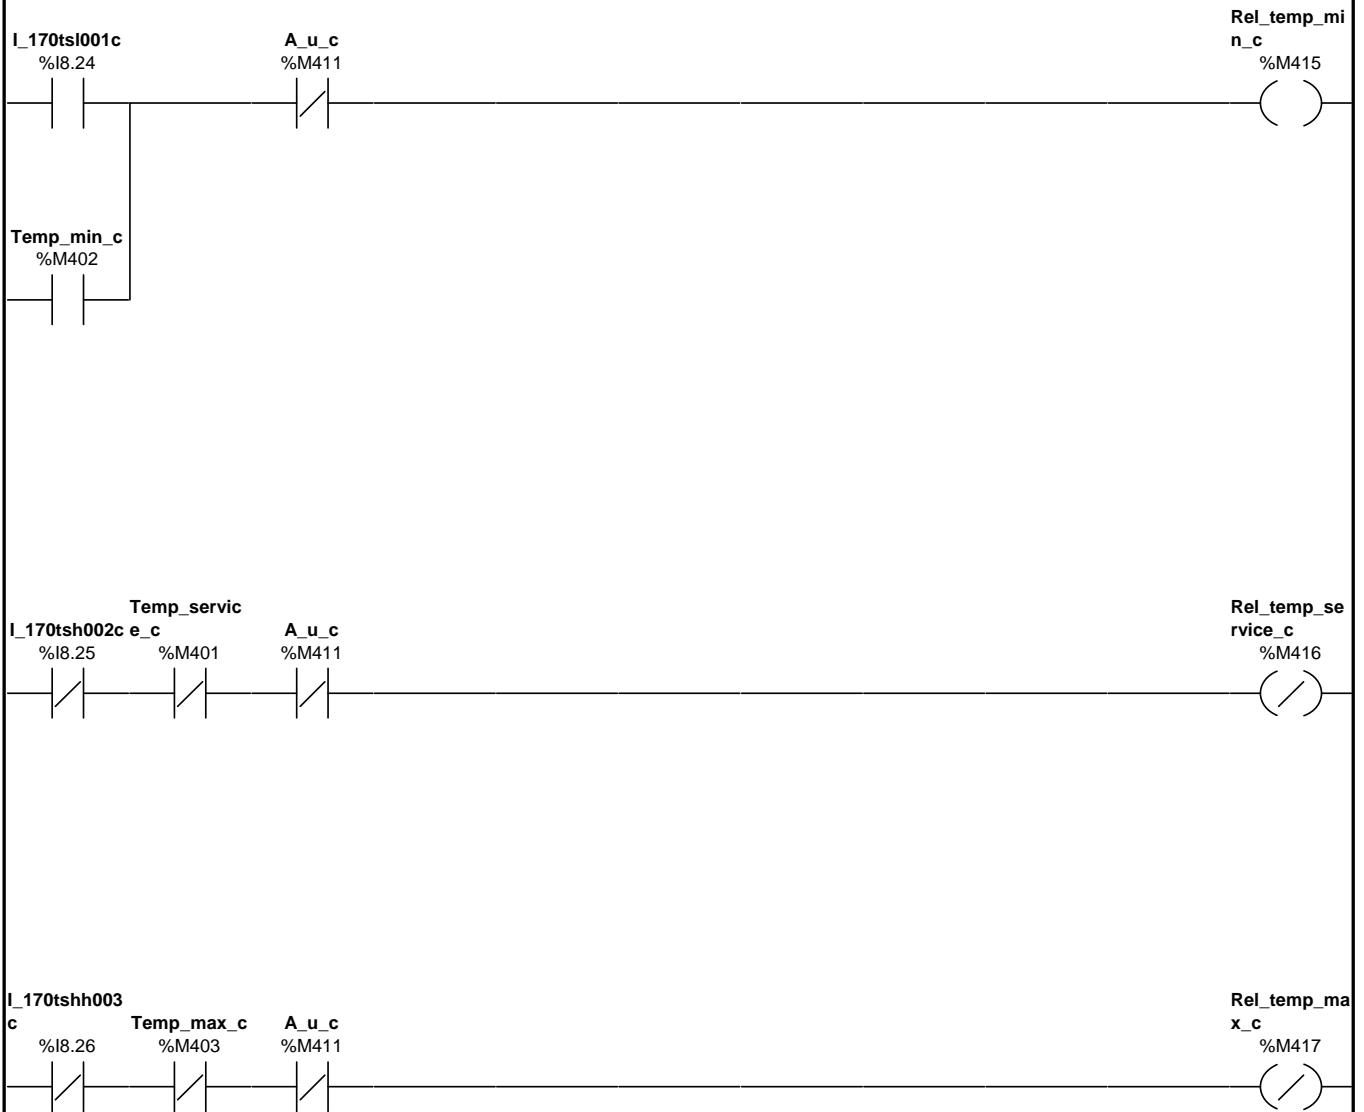 Rel_temp_mi
I_170tsl001c A_u_c n_c
%I8.24 %M411 %M415
Temp_min_c
%M402
Temp_servic Rel_temp_se
I_170tsh002c e_c A_u_c rvice_c
%I8.25 %M401 %M411 %M416
I_170tshh003 Rel_temp_ma
c Temp_max_c A_u_c x_c
%I8.26 %M403 %M411 %M417